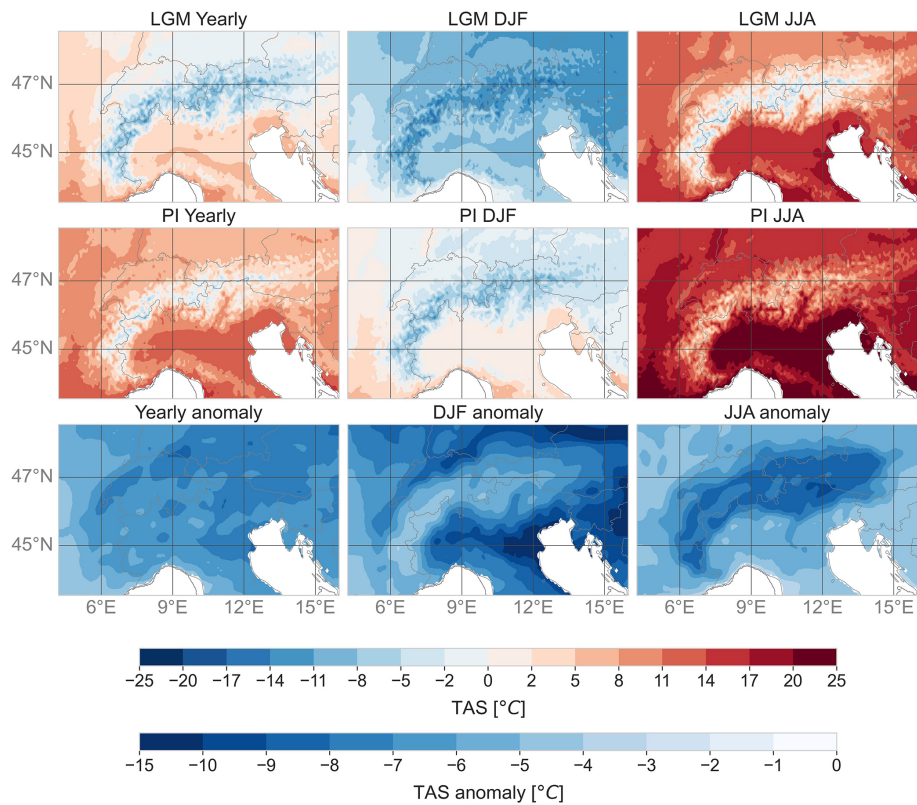 LGM Yearly LGM DJF LGM JJA
47°N
45°N
PI Yearly PI DJF PI JJA
47°N
45°N
Yearly anomaly DJF anomaly JJA anomaly
47°N
45°N
6°E 9°E 12°E 15°E 6°E 9°E 12°E 15°E 6°E 9°E 12°E 15°E
−25 −20 −17 −14 −11 −8 −5 −2 0 2 5 8 11 14 17 20 25
TAS [°C]
−15 −10 −9 −8 −7 −6 −5 −4 −3 −2 −1 0
TAS anomaly [°C]